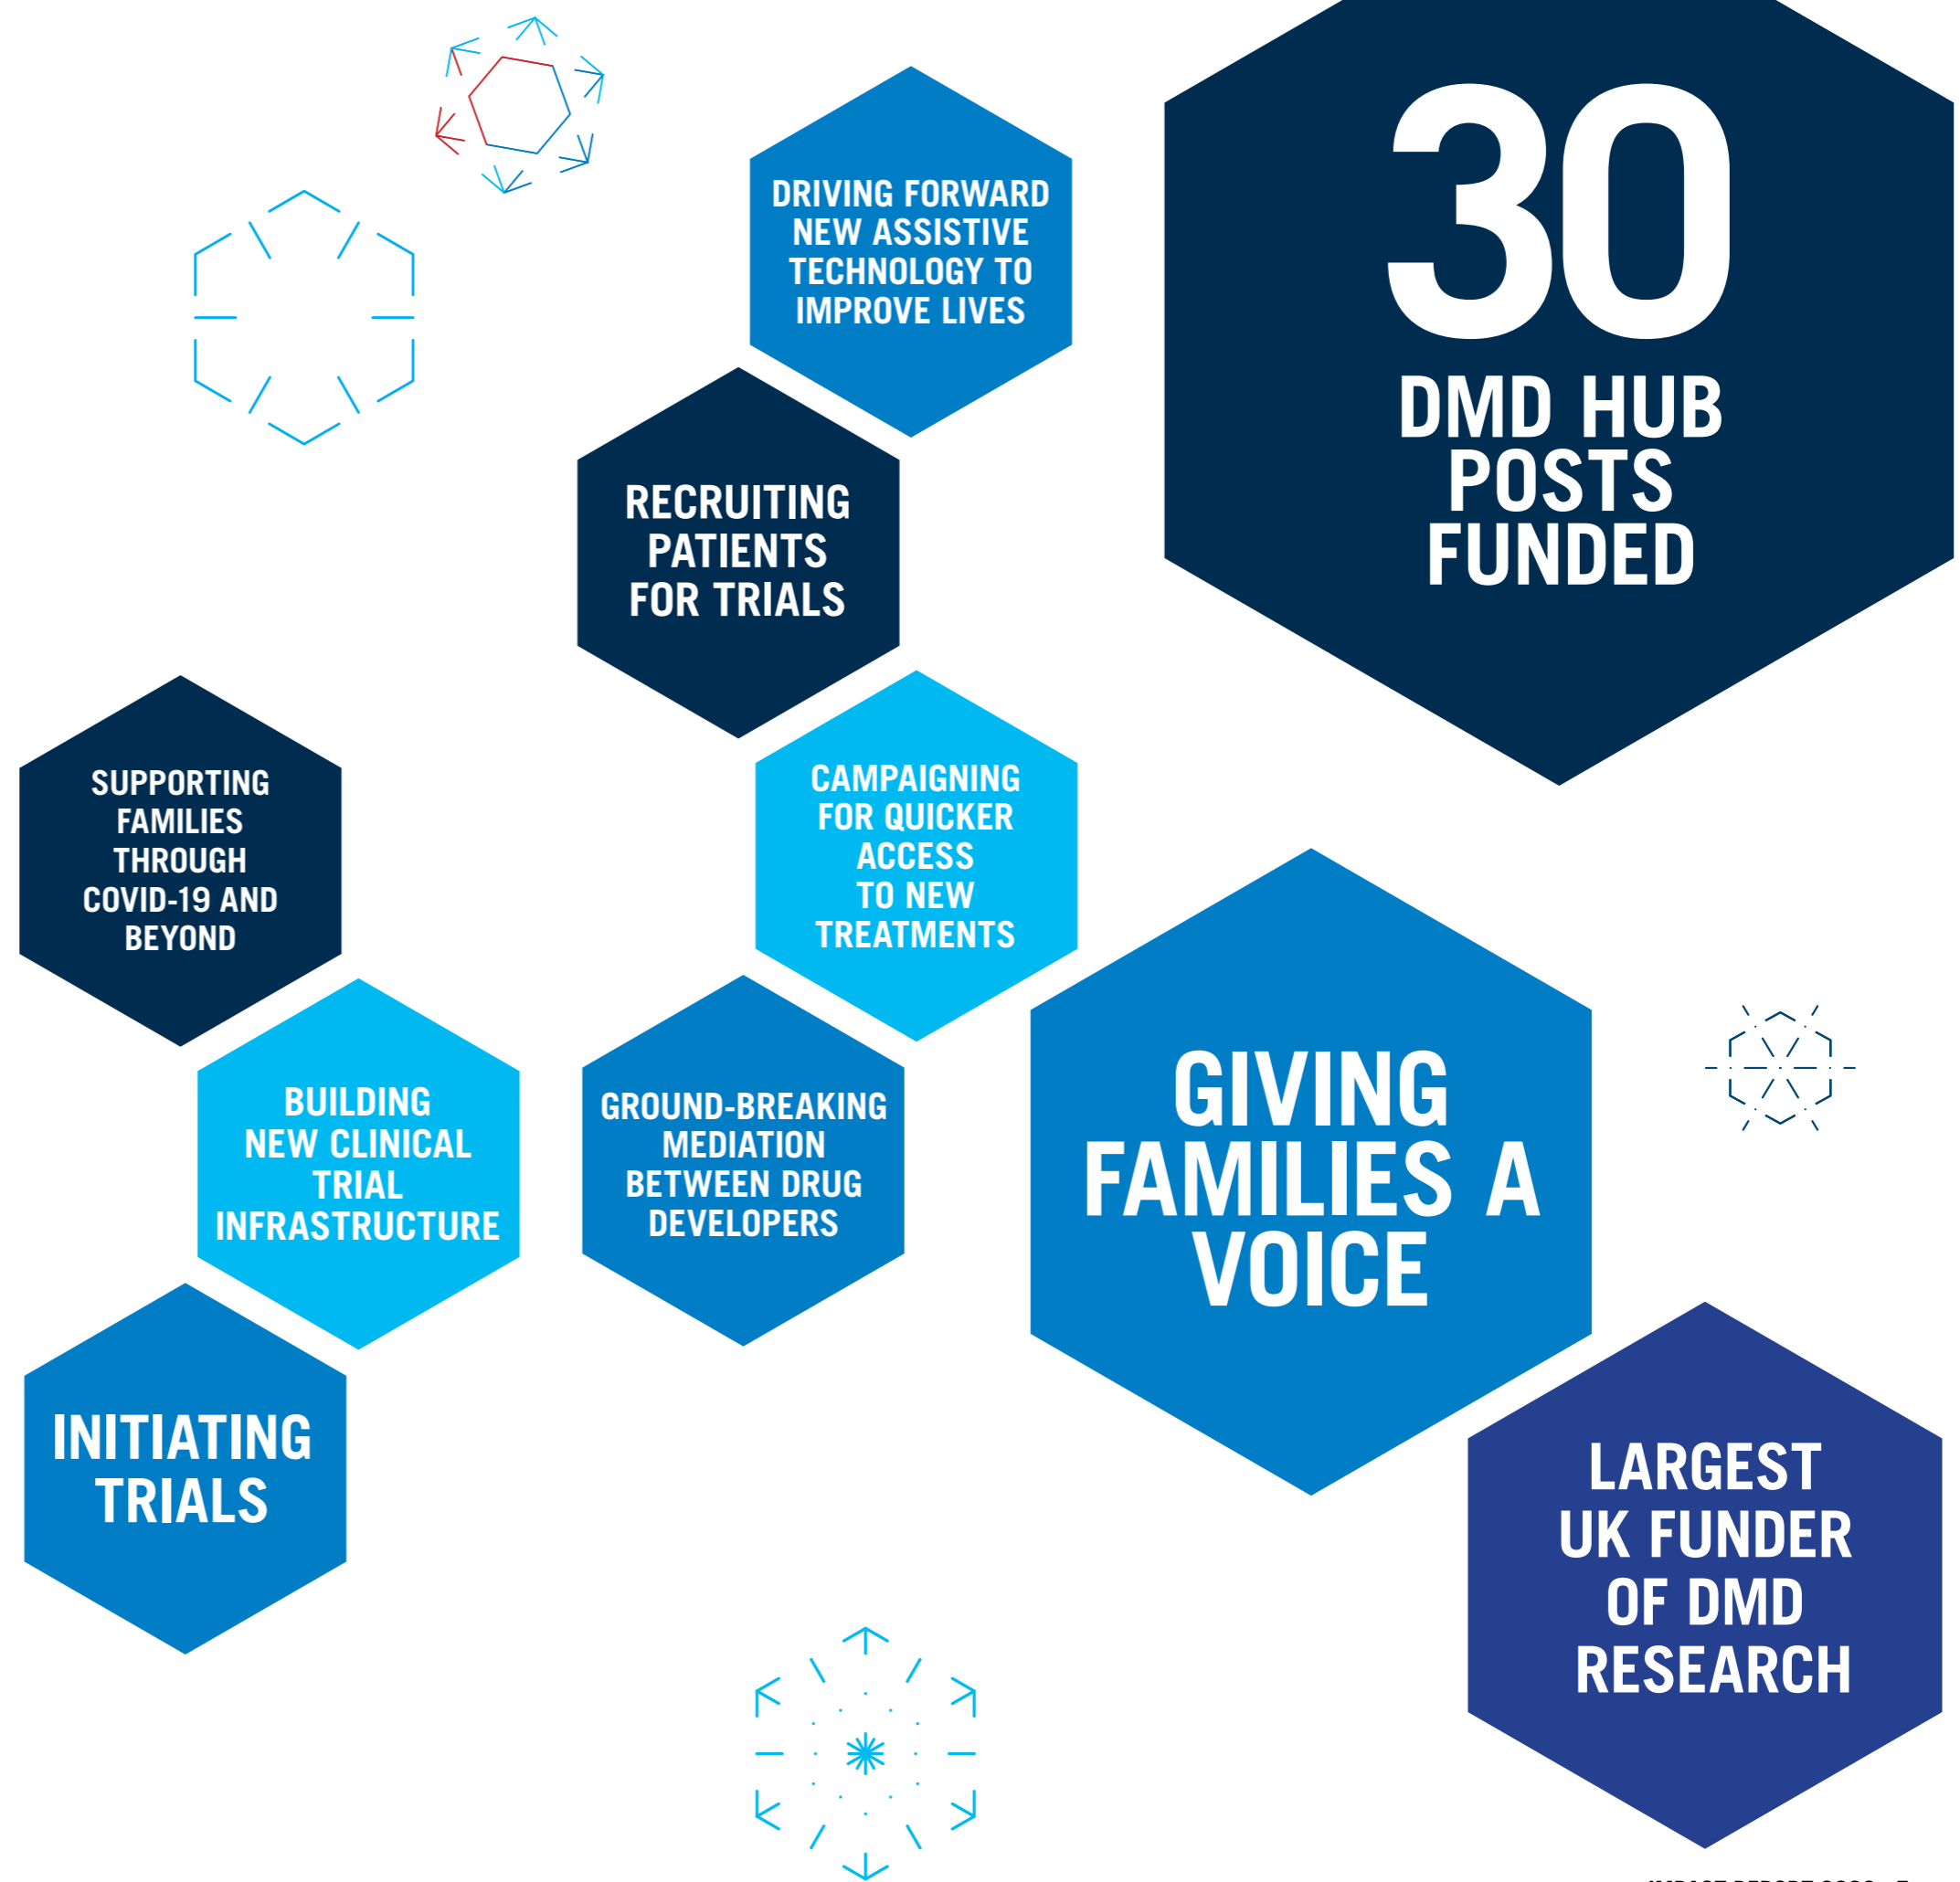 30
DMD HUB
POSTS
FUNDED
DRIVING FORWARD
NEW ASSISTIVE
TECHNOLOGY TO
IMPROVE LIVES
RECRUITING
PATIENTS
FOR TRIALS
SUPPORTING
FAMILIES
THROUGH
COVID-19 AND
BEYOND
CAMPAIGNING
FOR QUICKER
ACCESS
TO NEW
TREATMENTS
BUILDING
NEW CLINICAL
TRIAL
INFRASTRUCTURE
GROUND-BREAKING
MEDIATION
BETWEEN DRUG
DEVELOPERS
GIVING
FAMILIES A
VOICE
INITIATING
TRIALS
LARGEST
UK FUNDER
OF DMD
RESEARCH
IMPACT REPORT